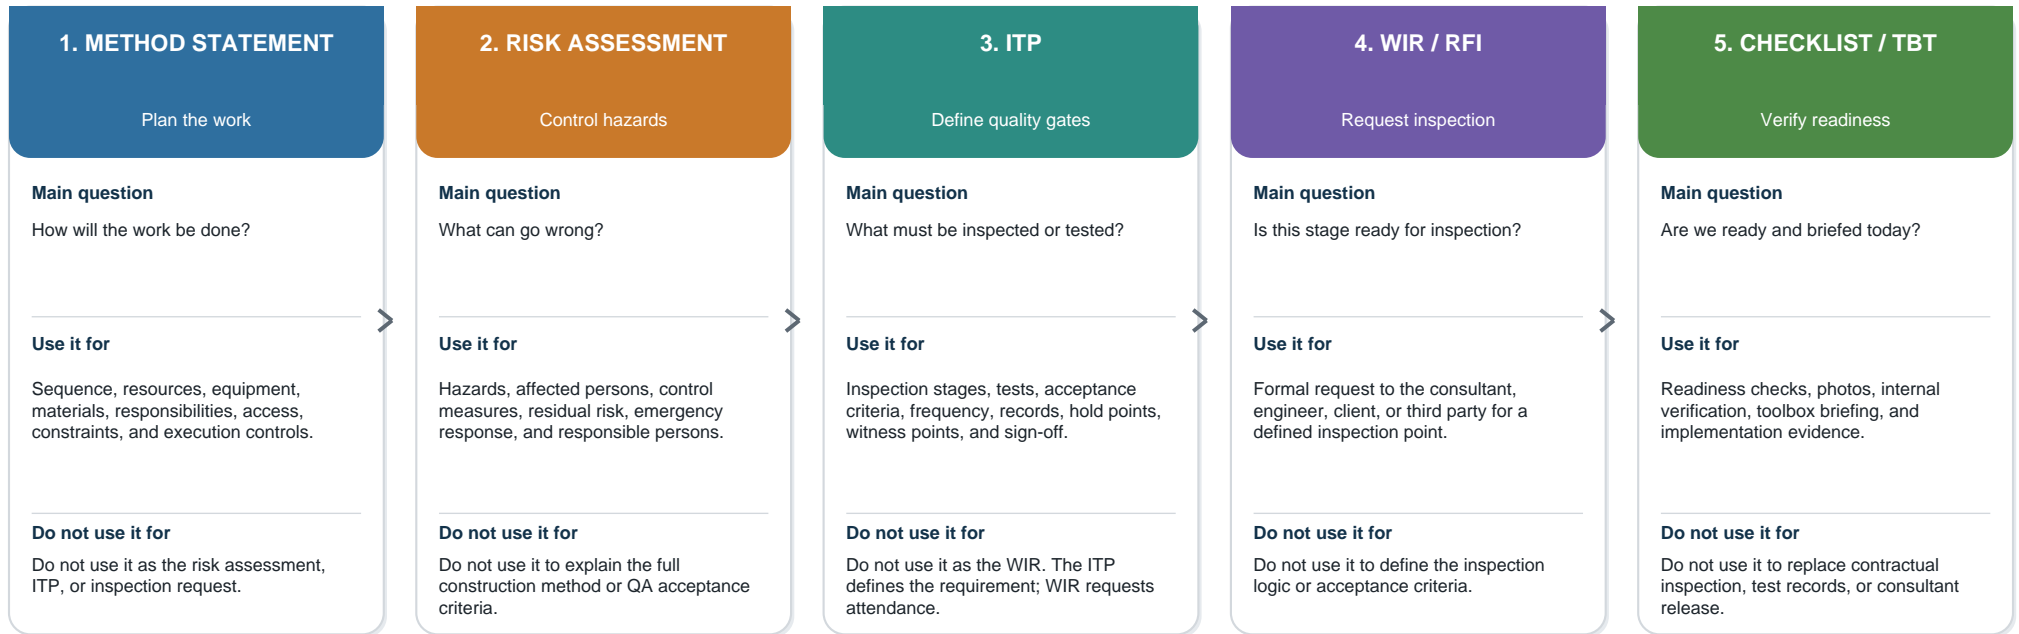 1. METHOD STATEMENT
Plan the work
Main question
How will the work be done?
Use it for
Sequence, resources, equipment,
materials, responsibilities, access,
constraints, and execution controls.
Do not use it for
Do not use it as the risk assessment,
ITP, or inspection request.
2. RISK ASSESSMENT
Control hazards
Main question
What can go wrong?
Use it for
Hazards, affected persons, control
measures, residual risk, emergency
response, and responsible persons.
Do not use it for
Do not use it to explain the full
construction method or QA acceptance
criteria.
3. ITP
Define quality gates
Main question
What must be inspected or tested?
Use it for
Inspection stages, tests, acceptance
criteria, frequency, records, hold points,
witness points, and sign-off.
Do not use it for
Do not use it as the WIR. The ITP
defines the requirement; WIR requests
attendance.
4. WIR / RFI
Request inspection
Main question
Is this stage ready for inspection?
Use it for
Formal request to the consultant,
engineer, client, or third party for a
defined inspection point.
Do not use it for
Do not use it to define the inspection
logic or acceptance criteria.
5. CHECKLIST / TBT
Verify readiness
Main question
Are we ready and briefed today?
Use it for
Readiness checks, photos, internal
verification, toolbox briefing, and
implementation evidence.
Do not use it for
Do not use it to replace contractual
inspection, test records, or consultant
release.